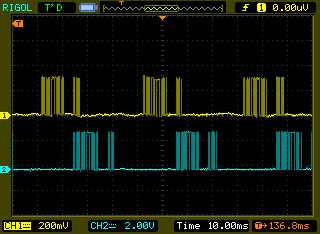 RIGOL T'D T f 1 0.00uV
T
1
2
CH1 200mV CH2 2.00V Time 10.00ms T→136.8ms